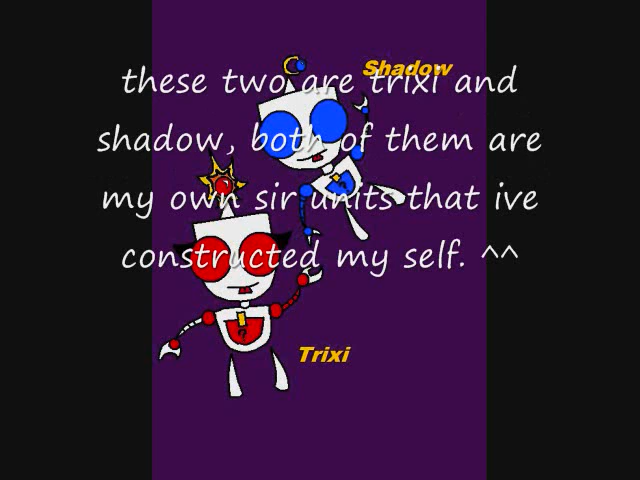 Shadow
these two are trixi and
shadow, both of them are
my own sir units that ive
constructed my self. ^^
Trixi